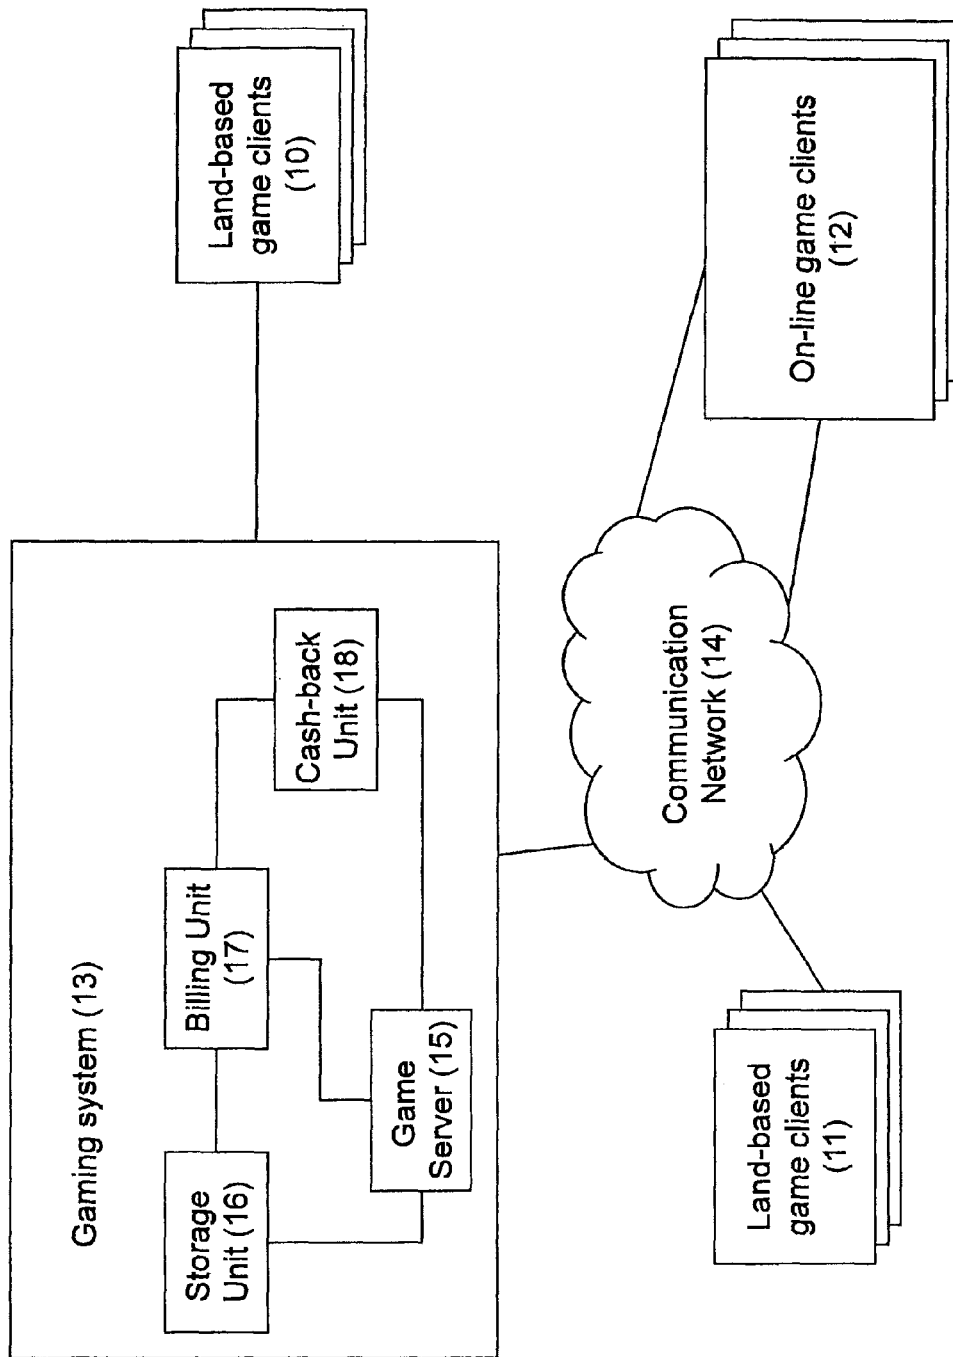 Gaming system (13)
Storage
Unit (16)
Billing Unit
(17)
Cash-back
Unit (18)
Game
Server (15)
Land-based
game clients
(10)
Communication
Network (14)
Land-based
game clients
(11)
On-line game clients
(12)